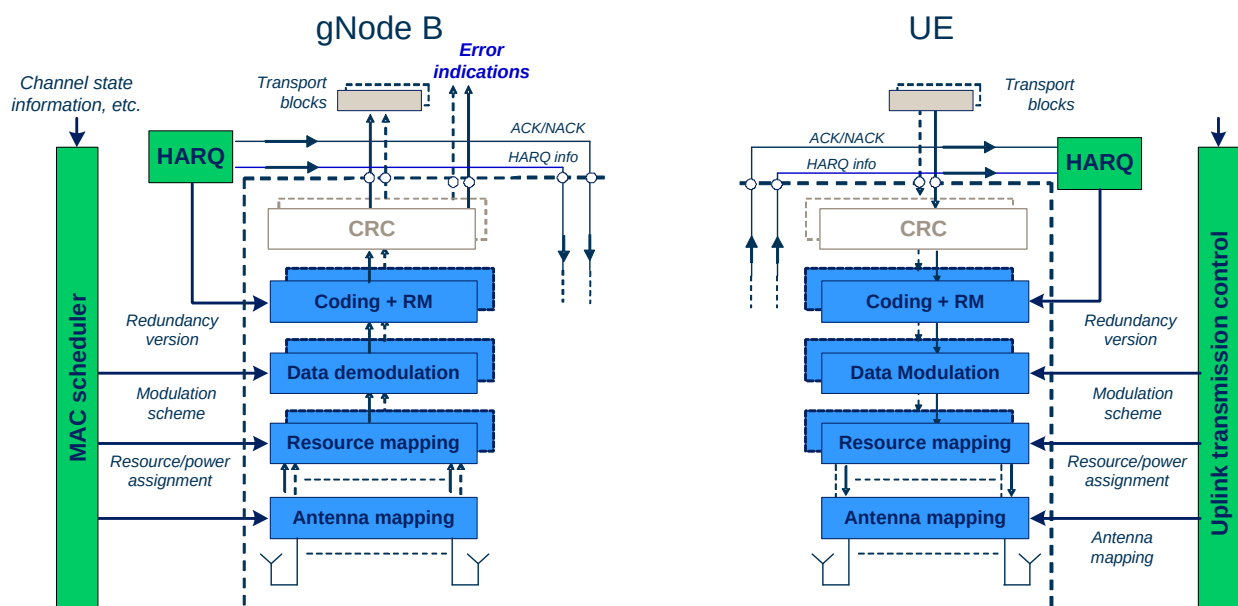 gNode B
UE
Error
indications
Channel state
information, etc.
Transport
blocks
ACK/NACK
HARQ
HARQ info
CRC
Coding + RM
Redundancy
version
Data demodulation
Modulation
scheme
Resource mapping
Resource/power
assignment
Antenna mapping
MAC scheduler
Transport
blocks
ACK/NACK
HARQ info
HARQ
CRC
Coding + RM
Redundancy
version
Data Modulation
Modulation
scheme
Resource mapping
Resource/power
assignment
Antenna mapping
Antenna
mapping
Uplink transmission control